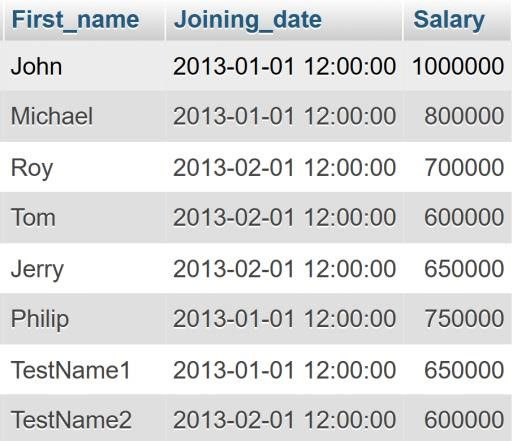 First_name Joining_date Salary
John 2013-01-01 12:00:00 1000000
Michael 2013-01-01 12:00:00 800000
Roy 2013-02-01 12:00:00 700000
Tom 2013-02-01 12:00:00 600000
Jerry 2013-02-01 12:00:00 650000
Philip 2013-01-01 12:00:00 750000
TestName1 2013-01-01 12:00:00 650000
TestName2 2013-02-01 12:00:00 600000